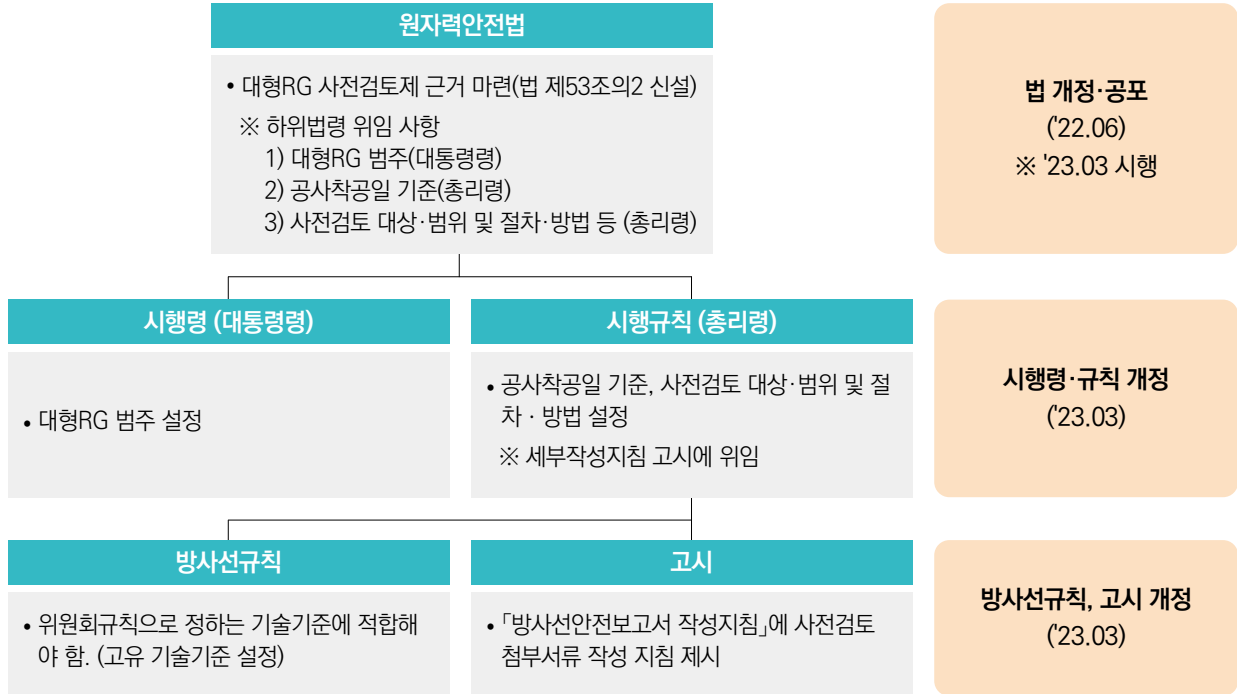 원자력안전법
• 대형RG 사전검토제 근거 마련(법 제53조의2 신설)
※ 하위법령 위임 사항
1) 대형RG 범주(대통령령)
2) 공사착공일 기준(총리령)
3) 사전검토 대상·범위 및 절차·방법 등 (총리령)
법 개정·공포
('22.06)
※ '23.03 시행
시행령 (대통령령)
• 대형RG 범주 설정
시행규칙 (총리령)
• 공사착공일 기준, 사전검토 대상·범위 및 절
차 · 방법 설정
※ 세부작성지침 고시에 위임
시행령·규칙 개정
('23.03)
방사선규칙
• 위원회규칙으로 정하는 기술기준에 적합해
야 함. (고유 기술기준 설정)
고시
• 「방사선안전보고서 작성지침」에 사전검토
첨부서류 작성 지침 제시
방사선규칙, 고시 개정
('23.03)